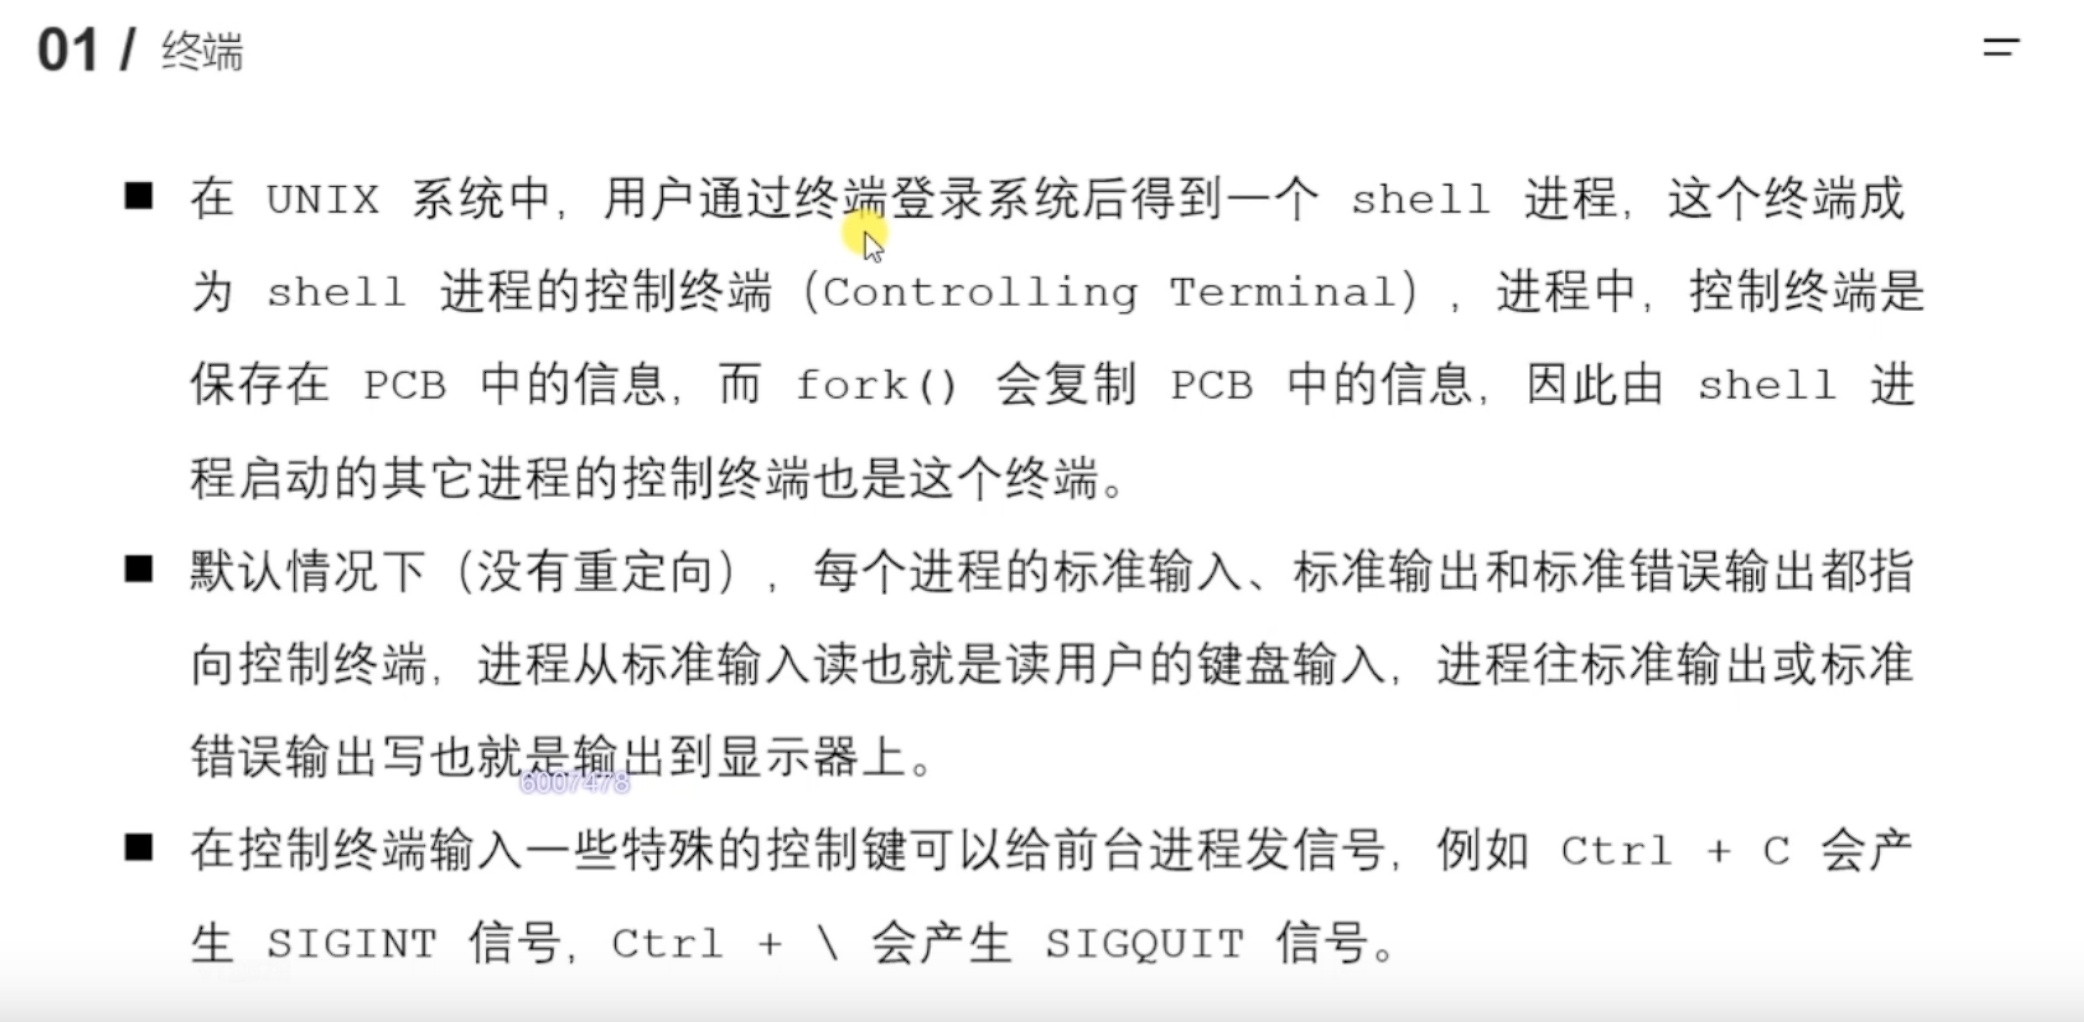 01 / 终端
■ 在 UNIX 系统中，用户通过终端登录系统后得到一个 shell 进程，这个终端成
为 shell 进程的控制终端（Controlling Terminal），进程中，控制终端是
保存在 PCB 中的信息，而 fork() 会复制 PCB 中的信息，因此由 shell 进
程启动的其它进程的控制终端也是这个终端。
■ 默认情况下（没有重定向），每个进程的标准输入、标准输出和标准错误输出都指
向控制终端，进程从标准输入读也就是读用户的键盘输入，进程往标准输出或标准
错误输出写也就是输出到显示器上。
6007478
■ 在控制终端输入一些特殊的控制键可以给前台进程发信号，例如 Ctrl + C 会产
生 SIGINT 信号，Ctrl + \ 会产生 SIGQUIT 信号。